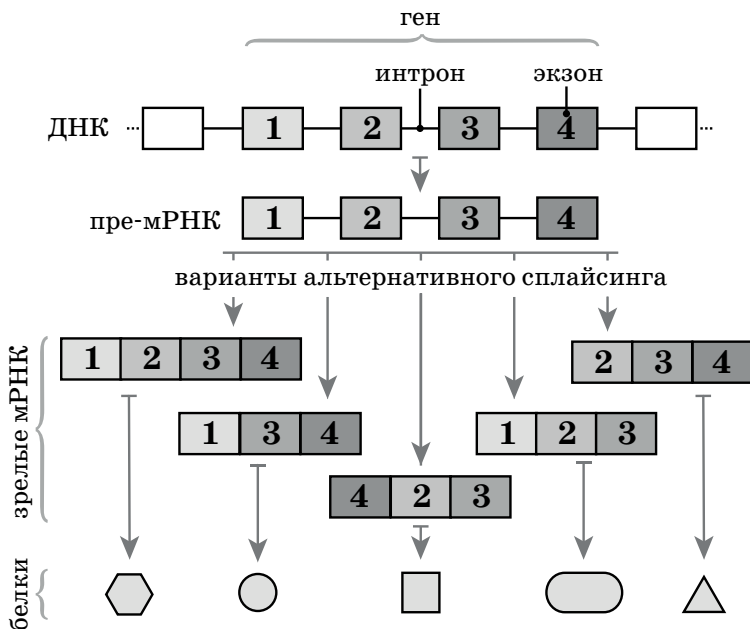 ген
интрон
экзон
ДНК
1 2 3 4
пре-мРНК
1 2 3 4
варианты альтернативного сплайсинга
зрелые мРНК
1 2 3 4
2 3 4
1 3 4
1 2 3
4 2 3
белки